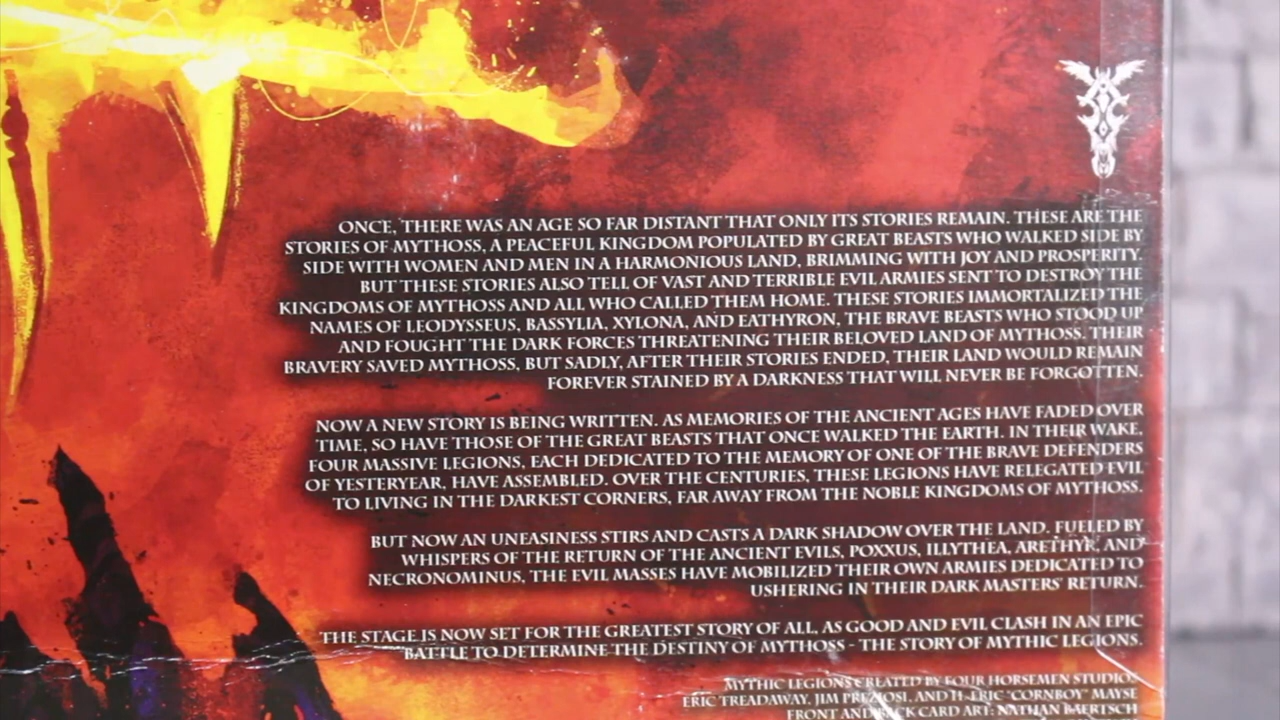 ONCE, THERE WAS AN AGE SO FAR DISTANT THAT ONLY ITS STORIES REMAIN. THESE ARE THE
STORIES OF MYTHOSS, A PEACEFUL KINGDOM POPULATED BY GREAT BEASTS WHO WALKED SIDE BY
SIDE WITH WOMEN AND MEN IN A HARMONIOUS LAND, BRIMMING WITH JOY AND PROSPERITY.
BUT THESE STORIES ALSO TELL OF VAST AND TERRIBLE EVIL ARMIES SENT TO DESTROY THE
KINGDOMS OF MYTHOSS AND ALL WHO CALLED THEM HOME. THESE STORIES IMMORTALIZED THE
NAMES OF LEODYSSEUS, BASSYLIA, XYLONA, AND EATHYRON, THE BRAVE BEASTS WHO STOOD UP
AND FOUGHT THE DARK FORCES THREATENING THEIR BELOVED LAND OF MYTHOSS. THEIR
BRAVERY SAVED MYTHOSS, BUT SADLY, AFTER THEIR STORIES ENDED, THEIR LAND WOULD REMAIN
FOREVER STAINED BY A DARKNESS THAT WILL NEVER BE FORGOTTEN.
NOW A NEW STORY IS BEING WRITTEN. AS MEMORIES OF THE ANCIENT AGES HAVE FADED OVER
TIME, SO HAVE THOSE OF THE GREAT BEASTS THAT ONCE WALKED THE EARTH. IN THEIR WAKE,
FOUR MASSIVE LEGIONS, EACH DEDICATED TO THE MEMORY OF ONE OF THE BRAVE DEFENDERS
OF YESTERYEAR, HAVE ASSEMBLED. OVER THE CENTURIES, THESE LEGIONS HAVE RELEGATED EVIL
TO LIVING IN THE DARKEST CORNERS, FAR AWAY FROM THE NOBLE KINGDOMS OF MYTHOSS.
BUT NOW AN UNEASINESS STIRS AND CASTS A DARK SHADOW OVER THE LAND. FUELED BY
WHISPERS OF THE RETURN OF THE ANCIENT EVILS, POXXUS, ILLYTHEA, ARETHYR, AND
NECRONOMINUS, THE EVIL MASSES HAVE MOBILIZED THEIR OWN ARMIES DEDICATED TO
USHERING IN THEIR DARK MASTERS' RETURN.
THE STAGE IS NOW SET FOR THE GREATEST STORY OF ALL, AS GOOD AND EVIL CLASH IN AN EPIC
BATTLE TO DETERMINE THE DESTINY OF MYTHOSS - THE STORY OF MYTHIC LEGIONS.
MYTHIC LEGIONS CREATED BY FOUR HORSEMEN STUDIO,
ERIC TREADAWAY, JIM PREZIOSI, AND H. ERIC "CORNBOY" MAYSE
FRONT AND BACK CARD ART: NATHAN BAERTSCH